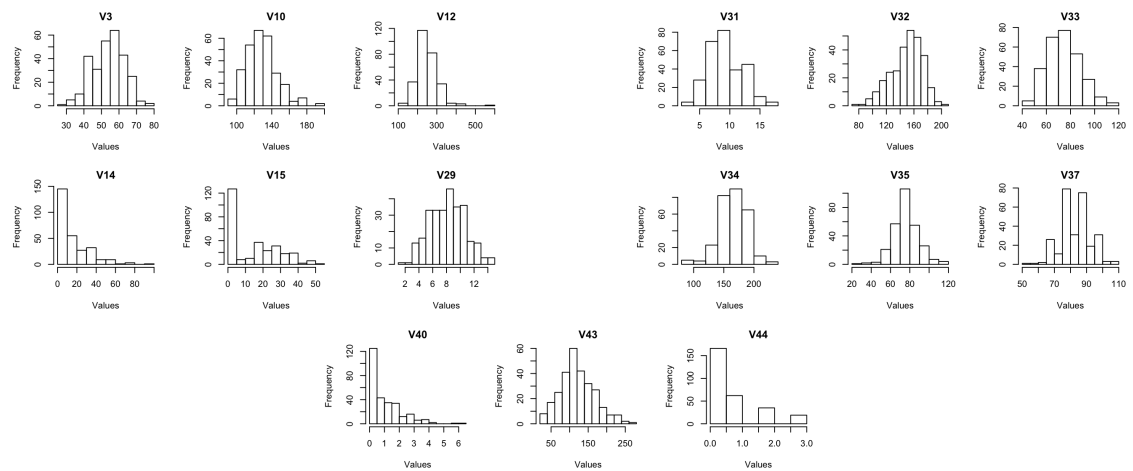 V3
Frequency
0 20 40 60
30 40 50 60 70 80
Values
V10
Frequency
0 20 40 60
100 140 180
Values
V12
Frequency
0 40 80 120
100 300 500
Values
V31
Frequency
0 20 40 60 80
5 10 15
Values
V32
Frequency
0 20 40
80 120 160 200
Values
V33
Frequency
0 20 40 60 80
40 60 80 100 120
Values
V14
Frequency
0 50 100 150
0 20 40 60 80
Values
V15
Frequency
0 40 80 120
0 10 20 30 40 50
Values
V29
Frequency
0 10 30
2 4 6 8 12
Values
V34
Frequency
0 20 40 60 80
100 150 200
Values
V35
Frequency
0 20 40 60 80
20 40 60 80 100 120
Values
V37
Frequency
0 20 40 60 80
50 70 90 110
Values
V40
Frequency
0 40 80 120
0 1 2 3 4 5 6
Values
V43
Frequency
0 20 40 60
50 150 250
Values
V44
Frequency
0 50 100 150
0.0 1.0 2.0 3.0
Values